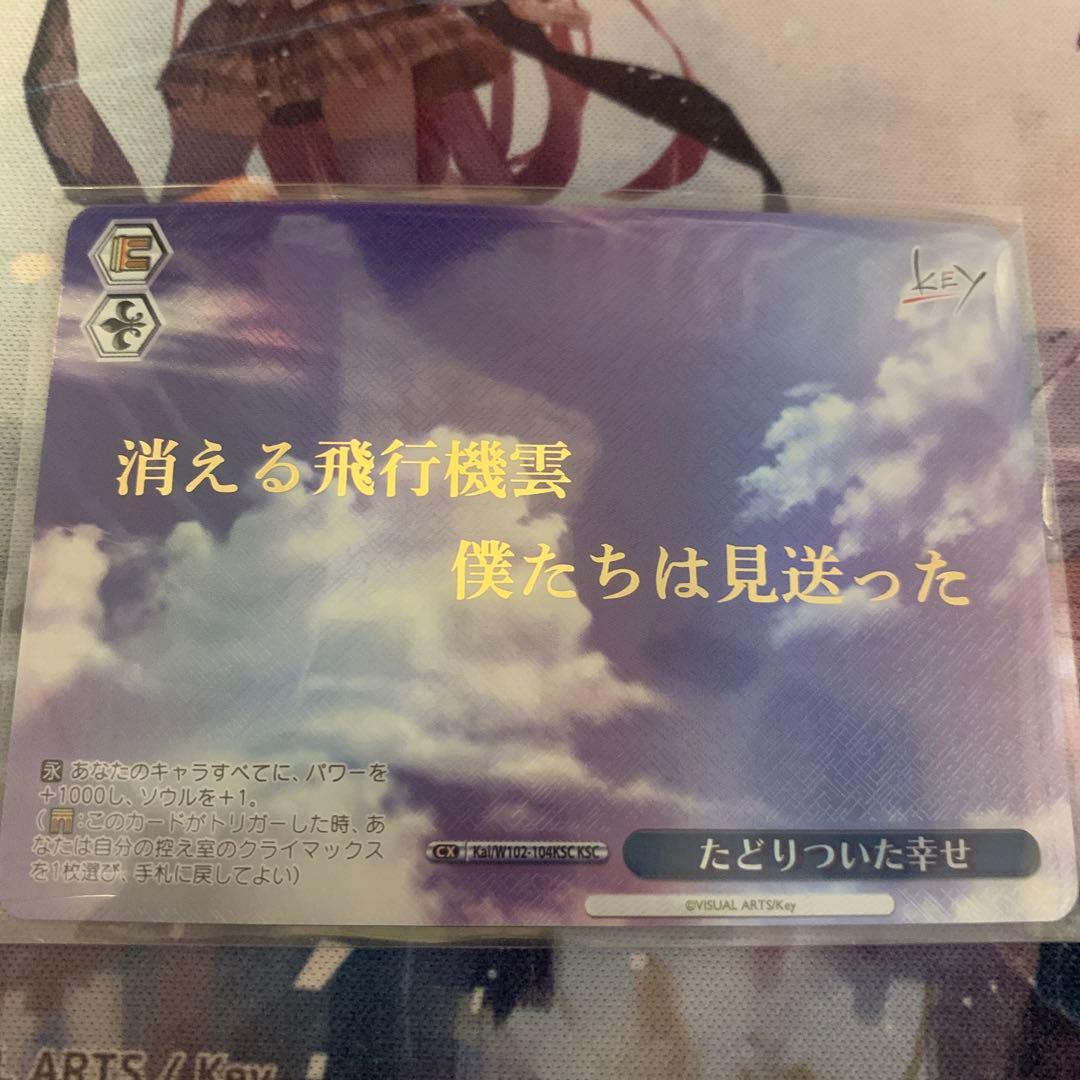 KEY
消える飛行機雲
僕たちは見送った
永 あなたのキャラすべてに、パワーを
+1000し、ソウルを+1。
(門:このカードがトリガーした時、あ
なたは自分の控え室のクライマックス
を1枚選び、手札に戻してよい)
CX Kal/W102-104KSC KSC
たどりついた幸せ
©VISUAL ARTS/Key
L ARTS / Key